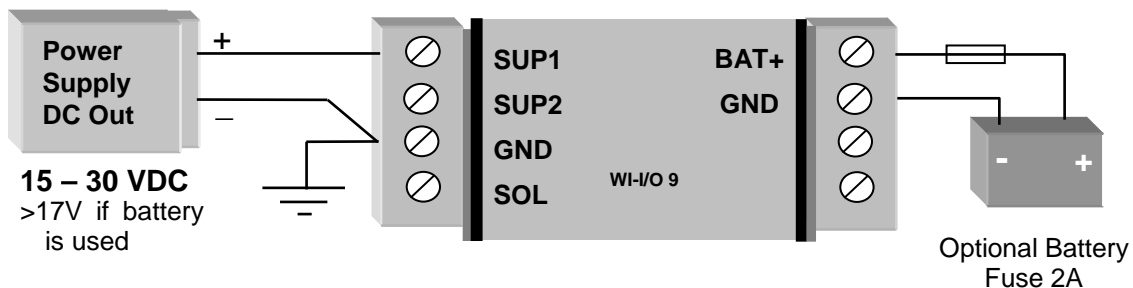 Power
Supply
DC Out
+
–
15 – 30 VDC
>17V if battery
is used
SUP1
SUP2
GND
SOL
WI-I/O 9
BAT+
GND
- +
Optional Battery
Fuse 2A